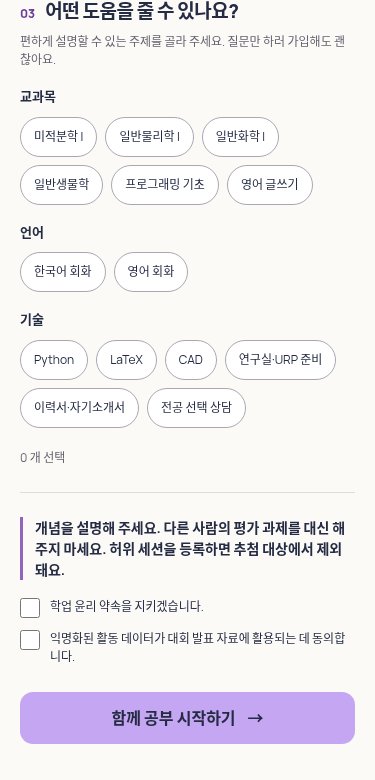 03 어떤 도움을 줄 수 있나요?
편하게 설명할 수 있는 주제를 골라 주세요. 질문만 하러 가입해도 괜
찮아요.
교과목
미적분학 I 일반물리학 I 일반화학 I
일반생물학 프로그래밍 기초 영어 글쓰기
언어
한국어 회화 영어 회화
기술
Python LaTeX CAD 연구실·URP 준비
이력서·자기소개서 전공 선택 상담
0 개 선택
개념을 설명해 주세요. 다른 사람의 평가 과제를 대신 해
주지 마세요. 허위 세션을 등록하면 추첨 대상에서 제외
돼요.
학업 윤리 약속을 지키겠습니다.
익명화된 활동 데이터가 대회 발표 자료에 활용되는 데 동의합
니다.
함께 공부 시작하기 →